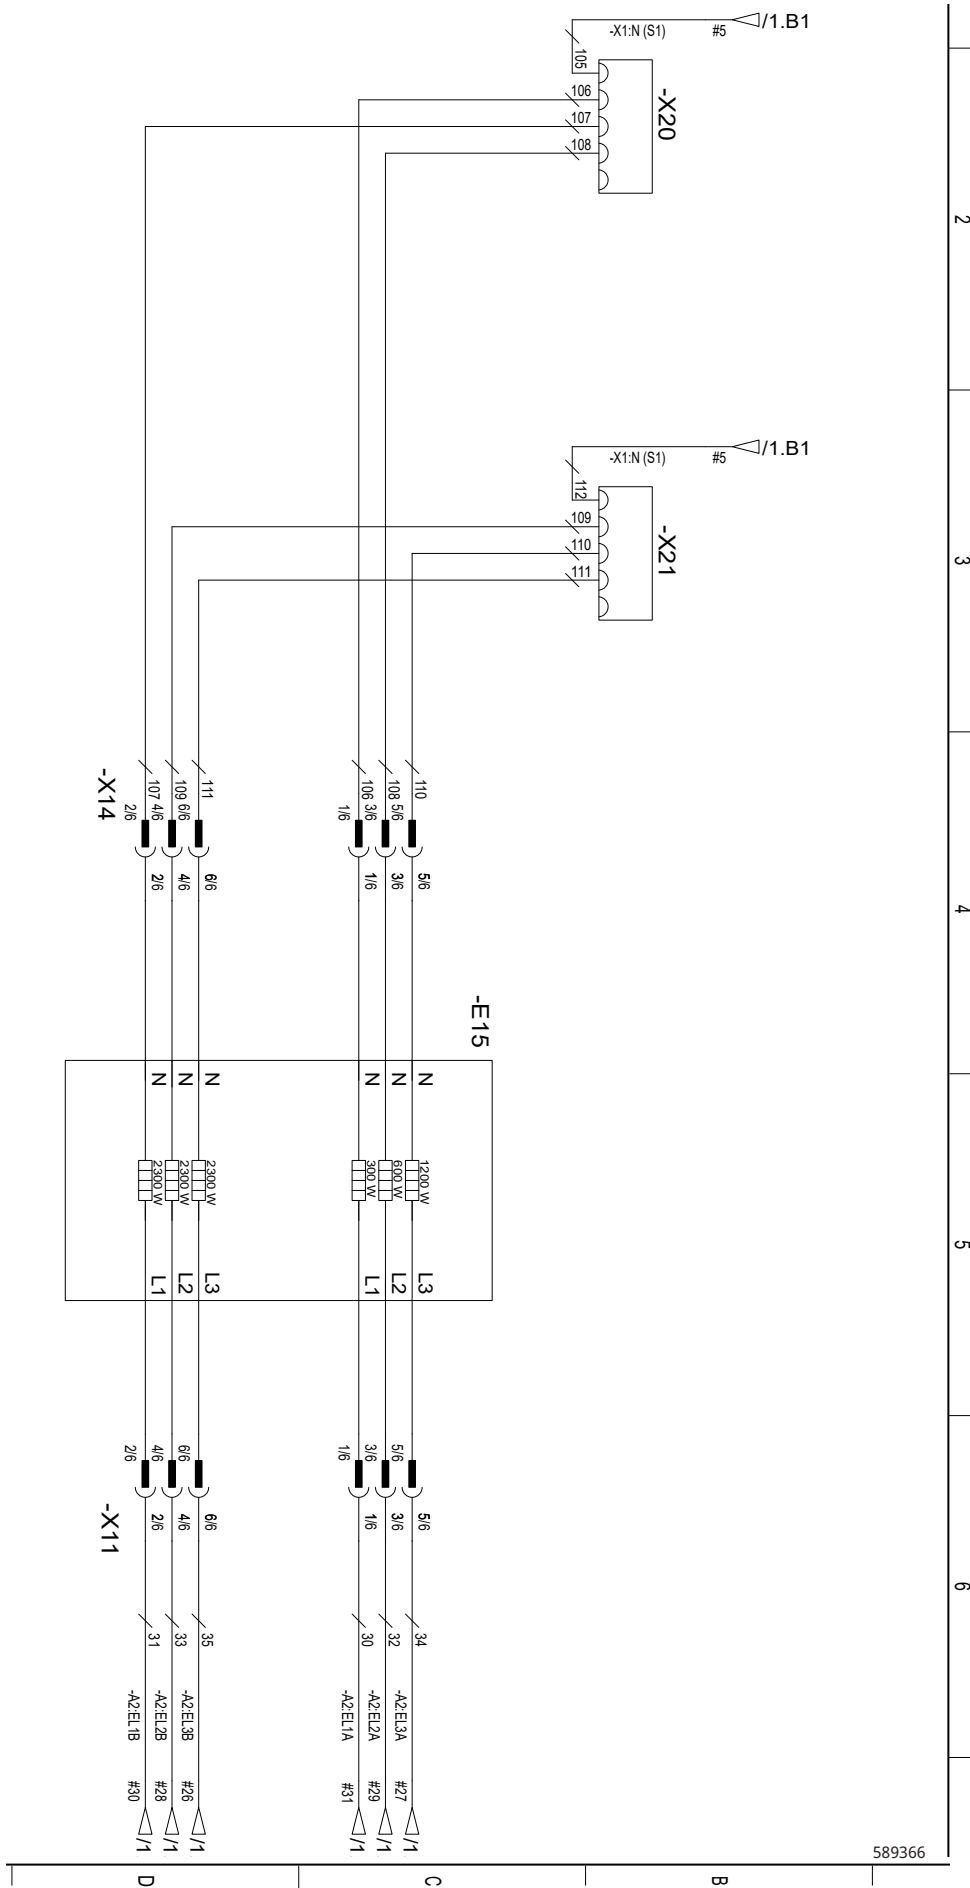 /1.B1
-X1:N (S1)
#5
105
106
107
108
-X20
2
/1.B1
-X1:N (S1)
#5
112
109
110
111
-X21
3
107
109
111
106
108
110
-X14
2/6
4/6
6/6
1/6
3/6
5/6
2/6
4/6
6/6
1/6
3/6
5/6
4
-E15
N
N
N
N
N
N
2300 W
2300 W
2300 W
300 W
600 W
1200 W
5
L1
L2
L3
L1
L2
L3
2/6
4/6
6/6
1/6
3/6
5/6
-X11
2/6
4/6
6/6
1/6
3/6
5/6
6
31
33
35
30
32
34
-A2:EL1B
-A2:EL2B
-A2:EL3B
-A2:EL1A
-A2:EL2A
-A2:EL3A
#30
#28
#26
#31
#29
#27
/1
/1
/1
/1
/1
/1
589366
D
C
B